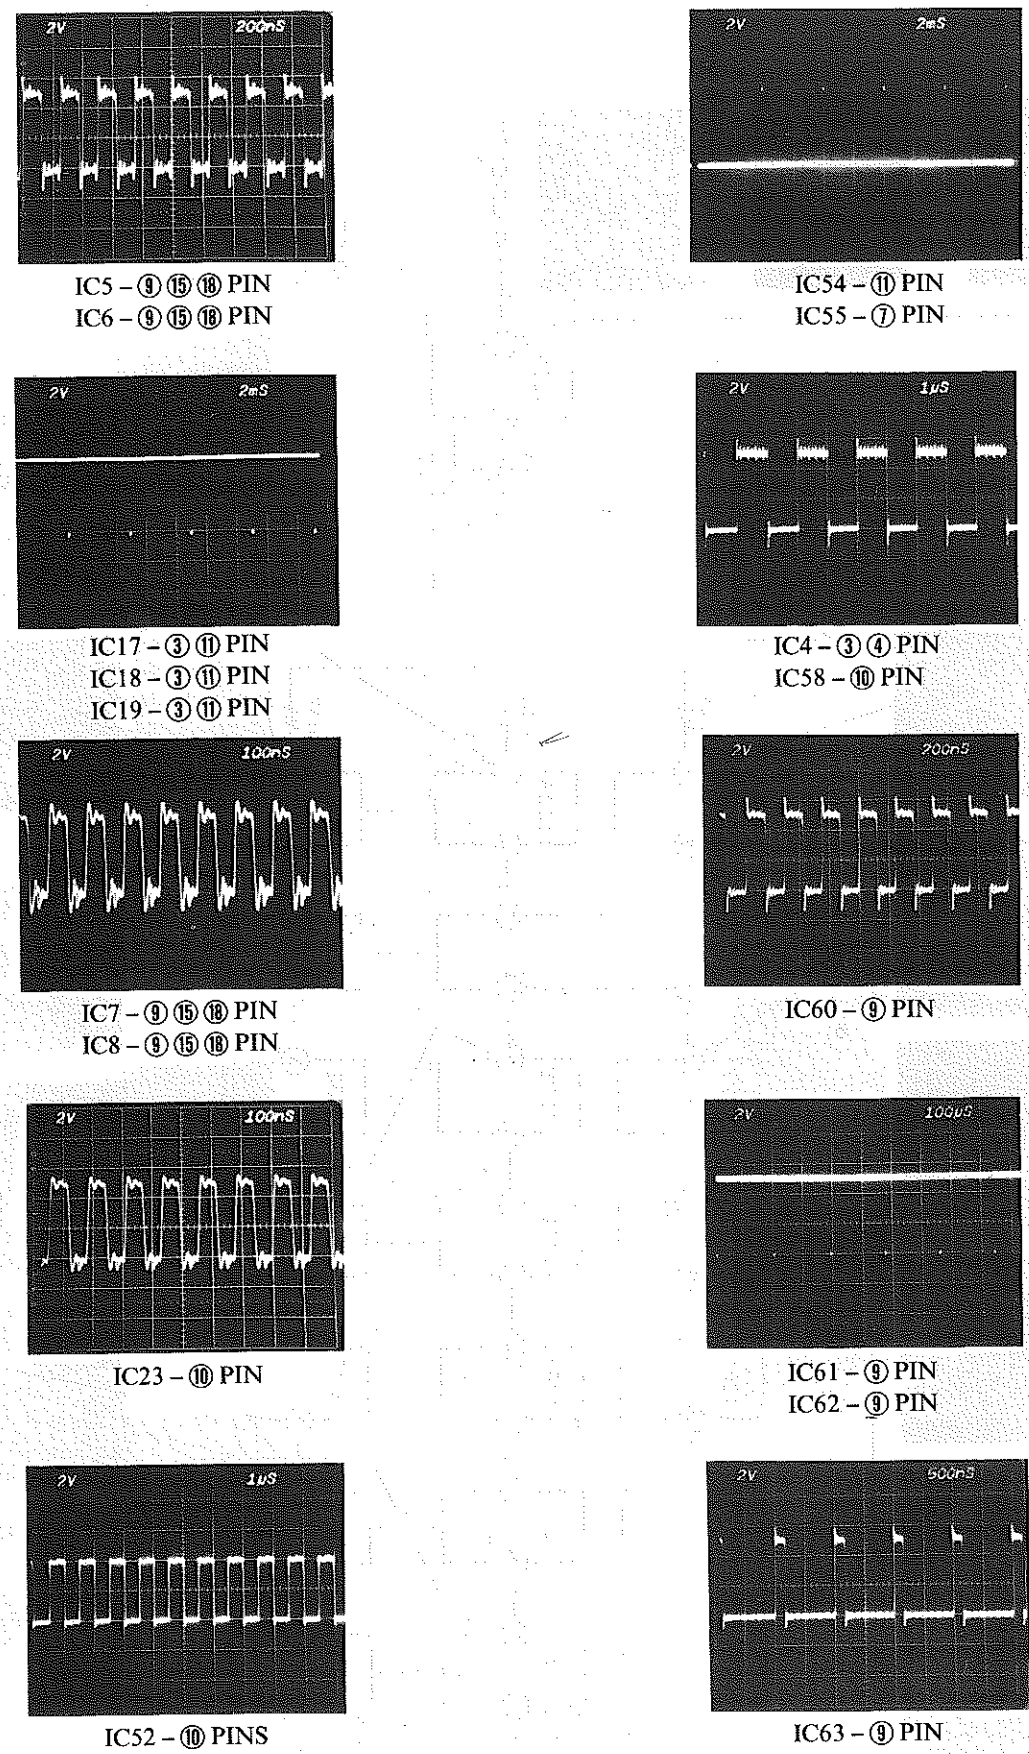 2V 200nS
IC5 – ⑨ ⑮ ⑱ PIN
IC6 – ⑨ ⑮ ⑱ PIN
2V 2mS
IC54 – ⑪ PIN
IC55 – ⑦ PIN
2V 2mS
IC17 – ③ ⑪ PIN
IC18 – ③ ⑪ PIN
IC19 – ③ ⑪ PIN
2V 1µS
IC4 – ③ ④ PIN
IC58 – ⑩ PIN
2V 100nS
IC7 – ⑨ ⑮ ⑱ PIN
IC8 – ⑨ ⑮ ⑱ PIN
2V 200nS
IC60 – ⑨ PIN
2V 100nS
IC23 – ⑩ PIN
2V 100µS
IC61 – ⑨ PIN
IC62 – ⑨ PIN
2V 1µS
IC52 – ⑩ PINS
2V 500nS
IC63 – ⑨ PIN